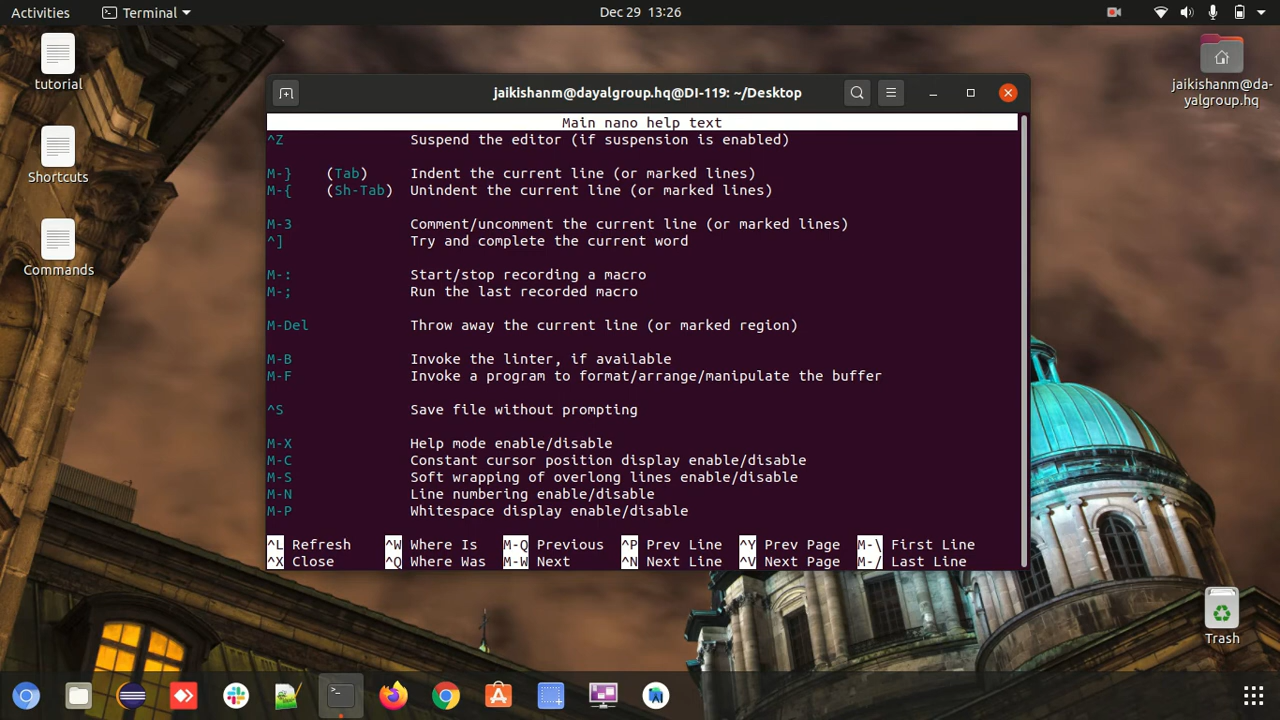 Activities
Terminal
Dec 29 13:26
tutorial
Shortcuts
Commands
jaikishanm@da-
yalgroup.hq
jaikishanm@dayalgroup.hq@DI-119: ~/Desktop
Main nano help text
^Z Suspend the editor (if suspension is enabled)
M-} (Tab) Indent the current line (or marked lines)
M-{ (Sh-Tab) Unindent the current line (or marked lines)
M-3 Comment/uncomment the current line (or marked lines)
^] Try and complete the current word
M-: Start/stop recording a macro
M-; Run the last recorded macro
M-Del Throw away the current line (or marked region)
M-B Invoke the linter, if available
M-F Invoke a program to format/arrange/manipulate the buffer
^S Save file without prompting
M-X Help mode enable/disable
M-C Constant cursor position display enable/disable
M-S Soft wrapping of overlong lines enable/disable
M-N Line numbering enable/disable
M-P Whitespace display enable/disable
^L Refresh ^W Where Is M-Q Previous ^P Prev Line ^Y Prev Page M-\ First Line
^X Close ^Q Where Was M-W Next ^N Next Line ^V Next Page M-/ Last Line
Trash